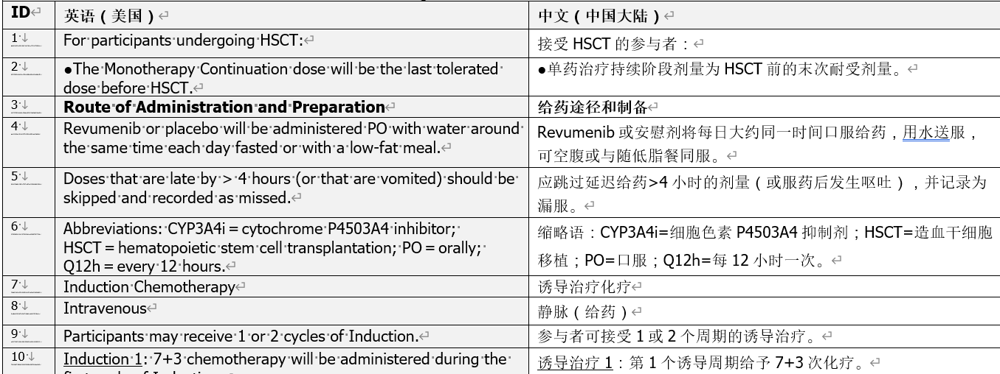 ID 英语（美国） 中文（中国大陆）
1 For participants undergoing HSCT: 接受 HSCT 的参与者：
2 ●The Monotherapy Continuation dose will be the last tolerated
dose before HSCT.
●单药治疗持续阶段剂量为 HSCT 前的末次耐受剂量。
3 Route of Administration and Preparation 给药途径和制备
4 Revumenib or placebo will be administered PO with water around
the same time each day fasted or with a low-fat meal.
Revumenib 或安慰剂将每日大约同一时间口服给药，用水送服，
可空腹或与随低脂餐同服。
5 Doses that are late by > 4 hours (or that are vomited) should be
skipped and recorded as missed.
应跳过延迟给药>4 小时的剂量（或服药后发生呕吐），并记录为
漏服。
6 Abbreviations: CYP3A4i = cytochrome P4503A4 inhibitor;
HSCT = hematopoietic stem cell transplantation; PO = orally;
Q12h = every 12 hours.
缩略语：CYP3A4i=细胞色素 P4503A4 抑制剂；HSCT=造血干细胞
移植；PO=口服；Q12h=每 12 小时一次。
7 Induction Chemotherapy 诱导治疗化疗
8 Intravenous 静脉（给药）
9 Participants may receive 1 or 2 cycles of Induction. 参与者可接受 1 或 2 个周期的诱导治疗。
10 Induction 1: 7+3 chemotherapy will be administered during the
诱导治疗 1：第 1 个诱导周期给予 7+3 次化疗。